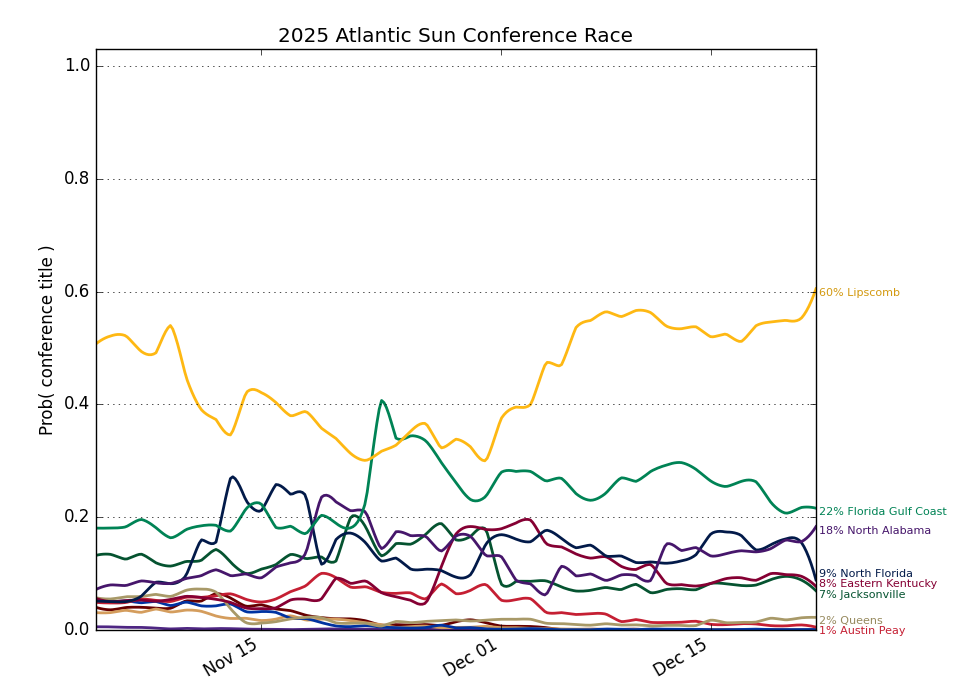 2025 Atlantic Sun Conference Race
Prob( conference title )
1.0
0.8
0.6
0.4
0.2
0.0
60% Lipscomb
22% Florida Gulf Coast
18% North Alabama
9% North Florida
8% Eastern Kentucky
7% Jacksonville
2% Queens
1% Austin Peay
Nov 15
Dec 01
Dec 15